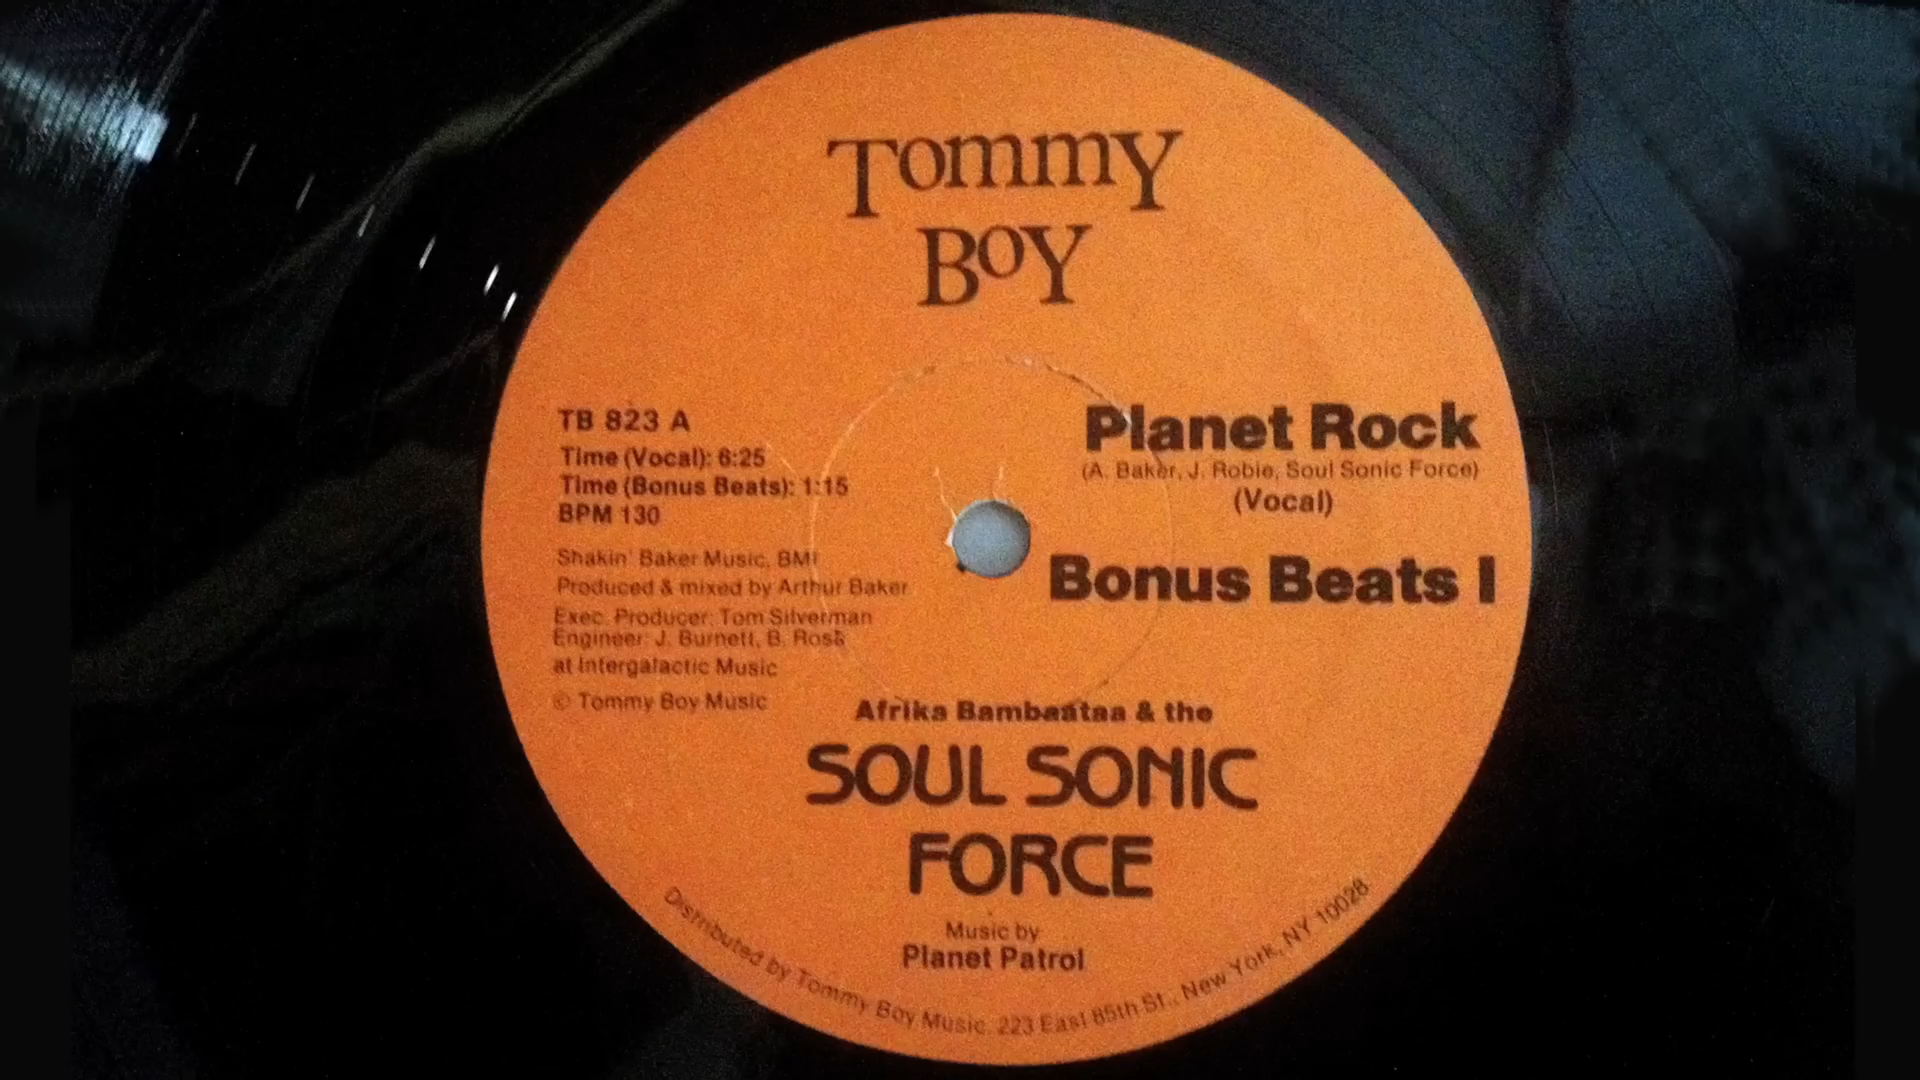 Tommy
Boy
TB 823 A
Time (Vocal): 6:25
Time (Bonus Beats): 1:15
BPM 130
Shakin' Baker Music, BMI
Produced & mixed by Arthur Baker
Exec. Producer: Tom Silverman
Engineer: J. Burnett, B. Rosa
at Intergalactic Music
© Tommy Boy Music
Planet Rock
(A. Baker, J. Robie, Soul Sonic Force)
(Vocal)
Bonus Beats I
Afrika Bambaataa & the
SOUL SONIC
FORCE
Music by
Planet Patrol
Distributed by Tommy Boy Music, 223 East 85th St., New York, NY 10028